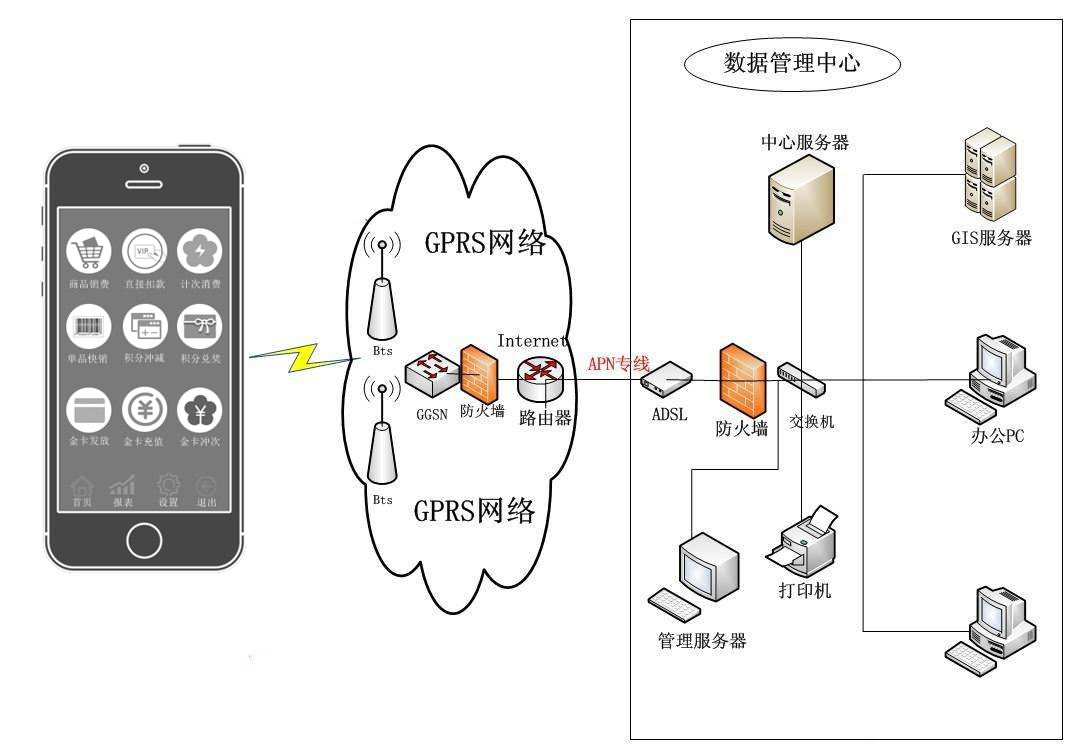 数据管理中心
中心服务器
GIS服务器
GPRS网络
VIP
商品销费
直接扣款
计次消费
单品快销
积分冲减
积分兑奖
Bts
Internet
APN专线
GGSN
防火墙
路由器
ADSL
防火墙
交换机
办公PC
金卡发放
金卡充值
金卡冲次
Bts
GPRS网络
首页
报表
设置
退出
打印机
管理服务器